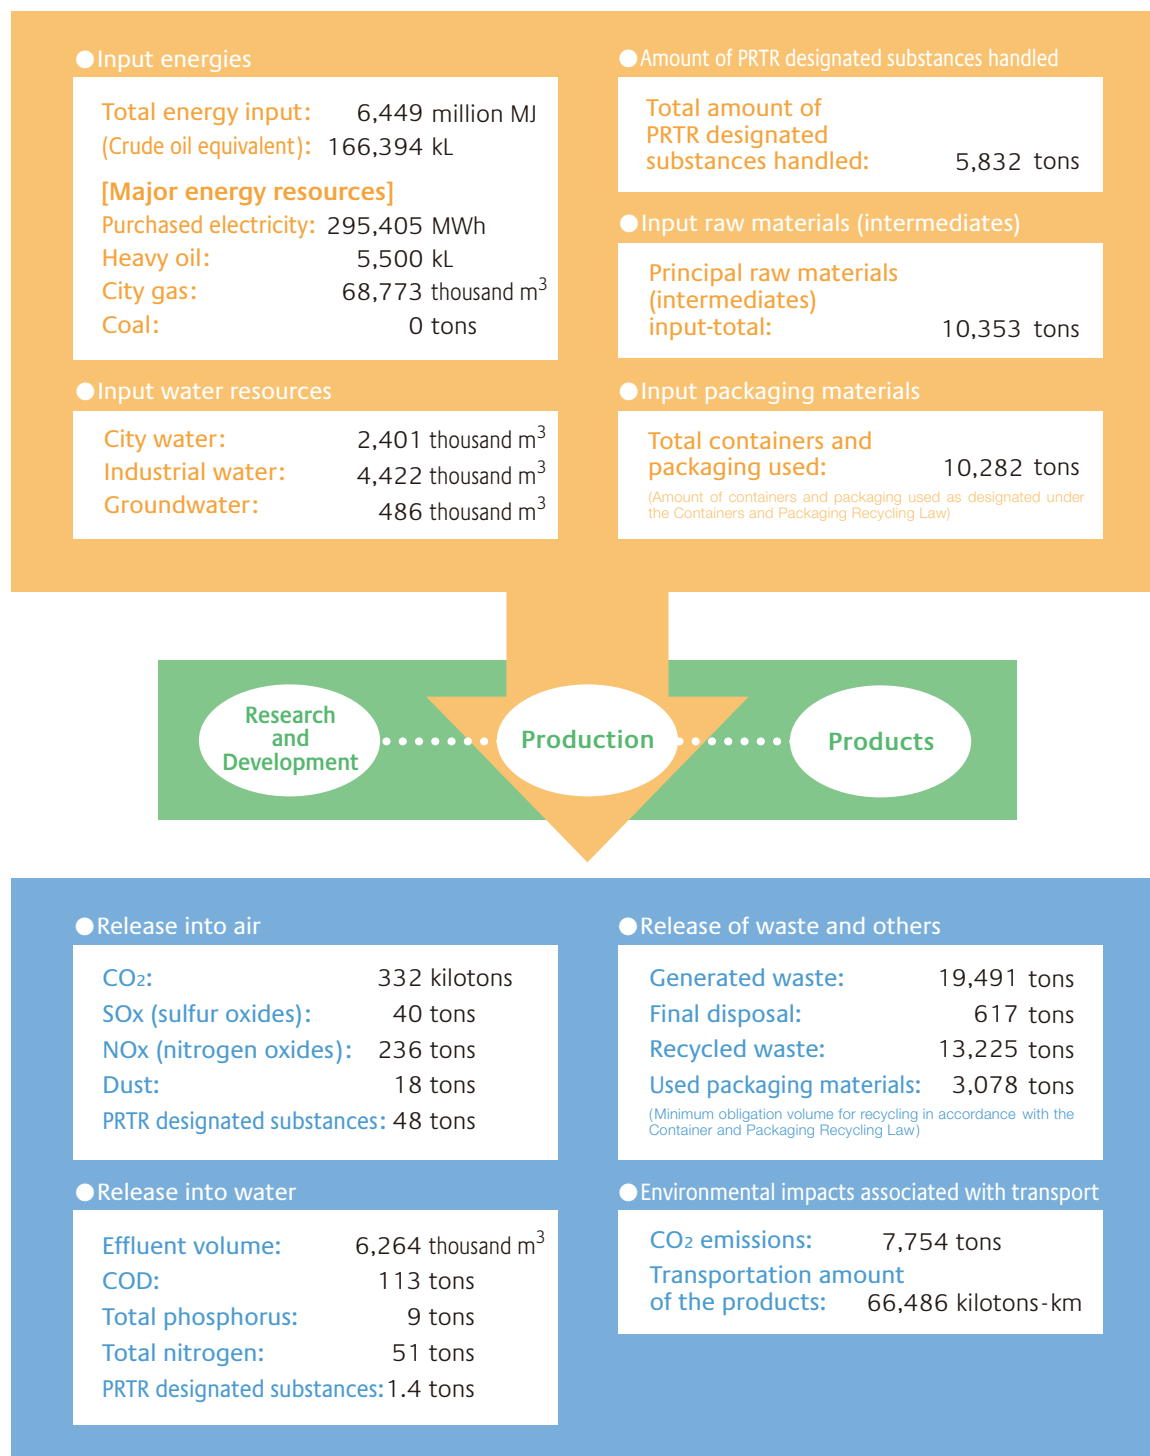 ●Input energies
Total energy input: 6,449 million MJ
(Crude oil equivalent): 166,394 kL
[Major energy resources]
Purchased electricity: 295,405 MWh
Heavy oil: 5,500 kL
City gas: 68,773 thousand m³
Coal: 0 tons
●Input water resources
City water: 2,401 thousand m³
Industrial water: 4,422 thousand m³
Groundwater: 486 thousand m³
●Amount of PRTR designated substances handled
Total amount of
PRTR designated
substances handled: 5,832 tons
●Input raw materials (intermediates)
Principal raw materials
(intermediates)
input-total: 10,353 tons
●Input packaging materials
Total containers and
packaging used: 10,282 tons
(Amount of containers and packaging used as designated under
the Containers and Packaging Recycling Law)
Research
and
Development
Production
Products
●Release into air
CO₂: 332 kilotons
SOx (sulfur oxides): 40 tons
NOx (nitrogen oxides): 236 tons
Dust: 18 tons
PRTR designated substances: 48 tons
●Release into water
Effluent volume: 6,264 thousand m³
COD: 113 tons
Total phosphorus: 9 tons
Total nitrogen: 51 tons
PRTR designated substances: 1.4 tons
●Release of waste and others
Generated waste: 19,491 tons
Final disposal: 617 tons
Recycled waste: 13,225 tons
Used packaging materials: 3,078 tons
(Minimum obligation volume for recycling in accordance with the
Container and Packaging Recycling Law)
●Environmental impacts associated with transport
CO₂ emissions: 7,754 tons
Transportation amount
of the products: 66,486 kilotons-km